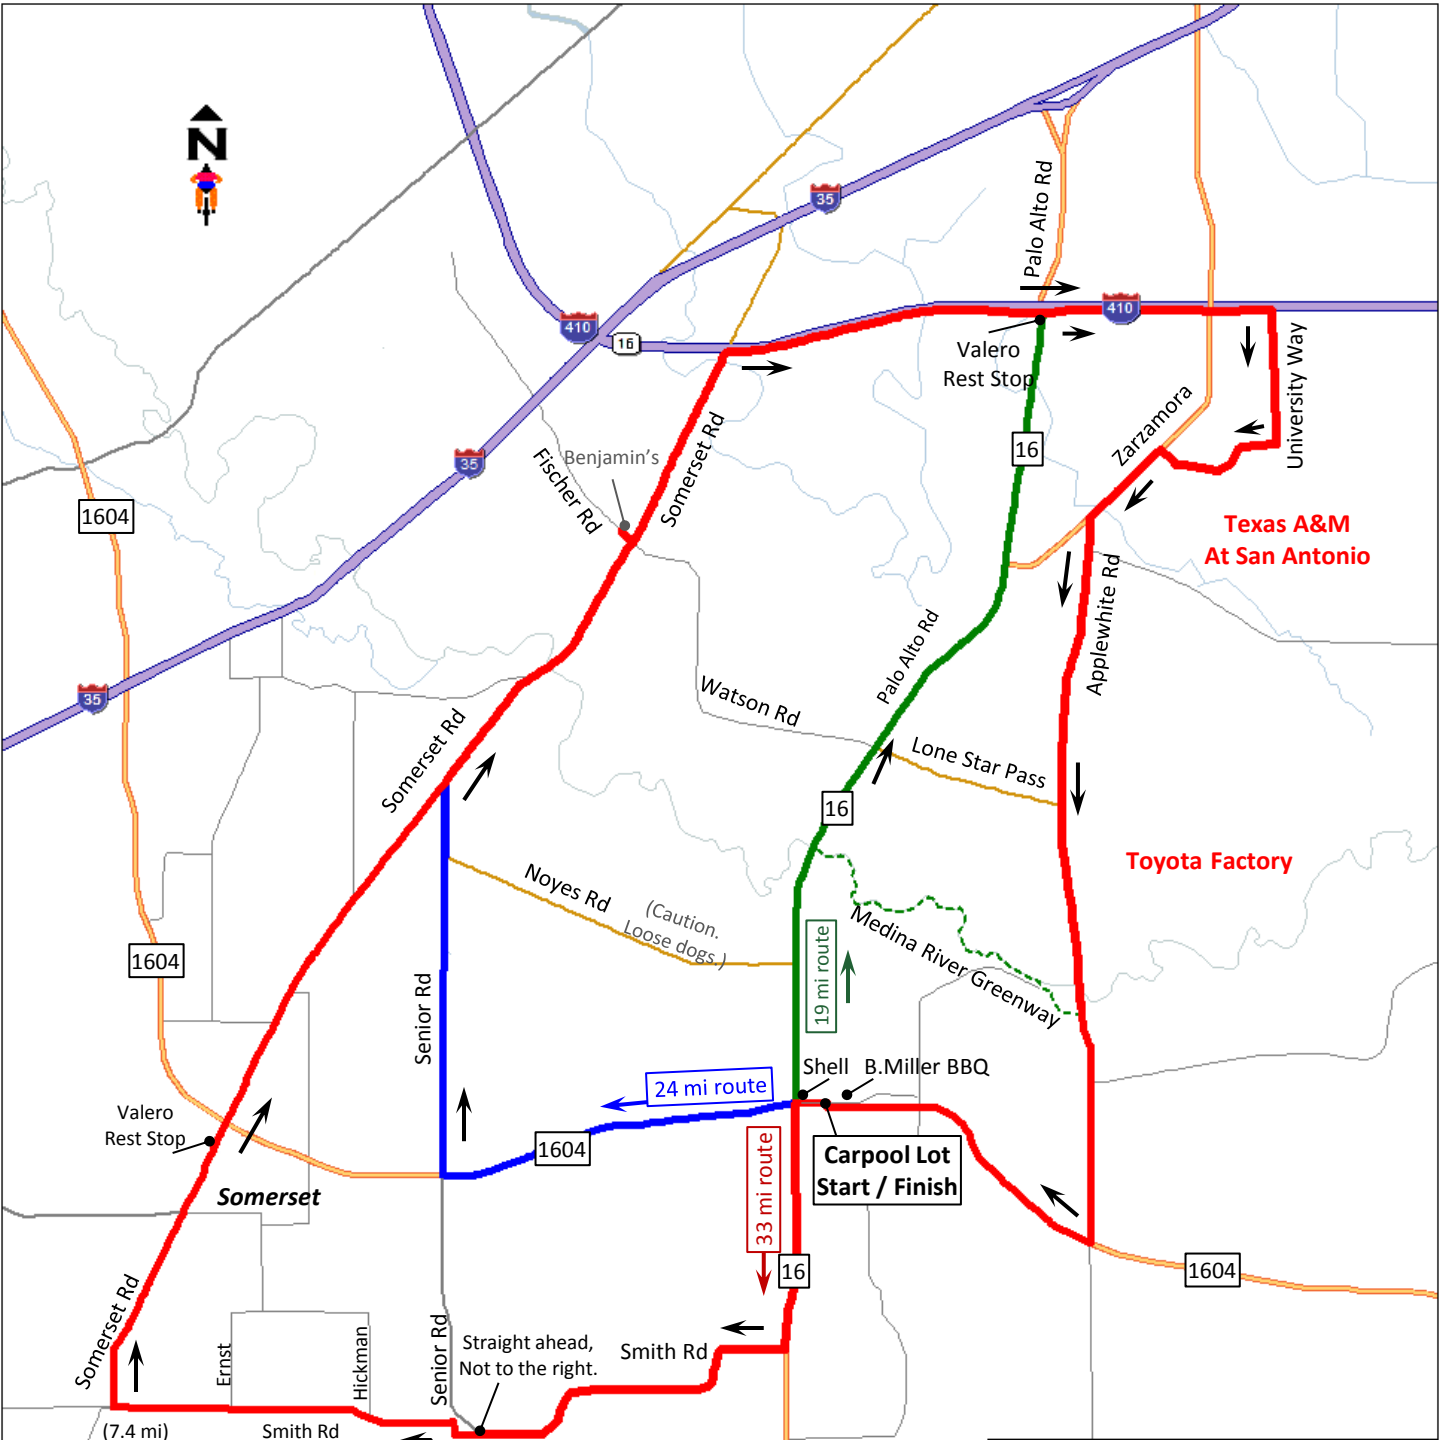 N
35
Palo Alto Rd
410
410
16
Valero
Rest Stop
University Way
Zarzamora
Somerset Rd
Benjamin's
Fischer Rd
35
16
1604
Texas A&M
At San Antonio
Applewhite Rd
Palo Alto Rd
35
Watson Rd
Somerset Rd
Lone Star Pass
16
Toyota Factory
Noyes Rd
(Caution.
Loose dogs.)
Medina River Greenway
1604
19 mi route
Senior Rd
Shell
B.Miller BBQ
24 mi route
Valero
Rest Stop
1604
Carpool Lot
Start / Finish
33 mi route
Somerset
16
1604
Somerset Rd
Ernst
Hickman
Senior Rd
Straight ahead,
Not to the right.
Smith Rd
(7.4 mi)
Smith Rd